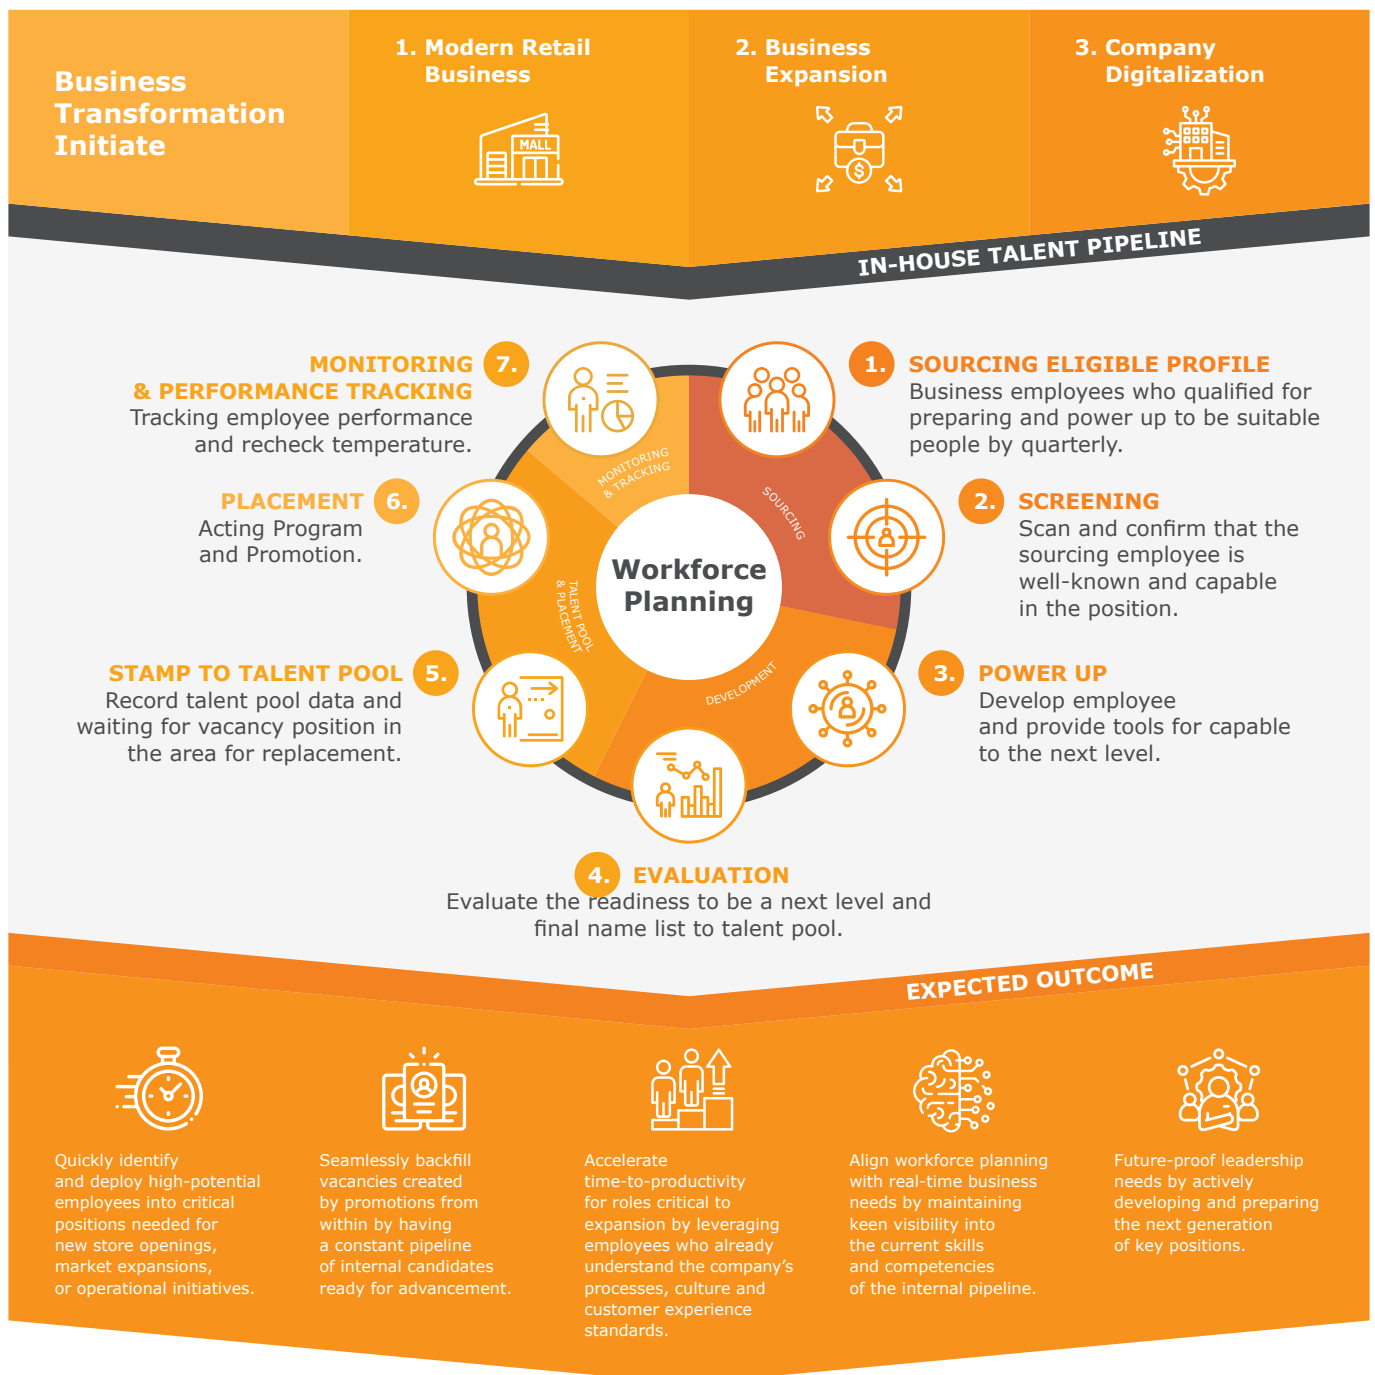 Business
Transformation
Initiate
1. Modern Retail
Business
MALL
2. Business
Expansion
$
3. Company
Digitalization
IN-HOUSE TALENT PIPELINE
1. SOURCING ELIGIBLE PROFILE
Business employees who qualified for
preparing and power up to be suitable
people by quarterly.
2. SCREENING
Scan and confirm that the
sourcing employee is
well-known and capable
in the position.
3. POWER UP
Develop employee
and provide tools for capable
to the next level.
4. EVALUATION
Evaluate the readiness to be a next level and
final name list to talent pool.
5. STAMP TO TALENT POOL
Record talent pool data and
waiting for vacancy position in
the area for replacement.
6. PLACEMENT
Acting Program
and Promotion.
7. MONITORING
& PERFORMANCE TRACKING
Tracking employee performance
and recheck temperature.
Workforce
Planning
SOURCING
DEVELOPMENT
TALENT POOL
& PLACEMENT
MONITORING
& TRACKING
EXPECTED OUTCOME
Quickly identify
and deploy high-potential
employees into critical
positions needed for
new store openings,
market expansions,
or operational initiatives.
Seamlessly backfill
vacancies created
by promotions from
within by having
a constant pipeline
of internal candidates
ready for advancement.
Accelerate
time-to-productivity
for roles critical to
expansion by leveraging
employees who already
understand the company's
processes, culture and
customer experience
standards.
Align workforce planning
with real-time business
needs by maintaining
keen visibility into
the current skills
and competencies
of the internal pipeline.
Future-proof leadership
needs by actively
developing and preparing
the next generation
of key positions.